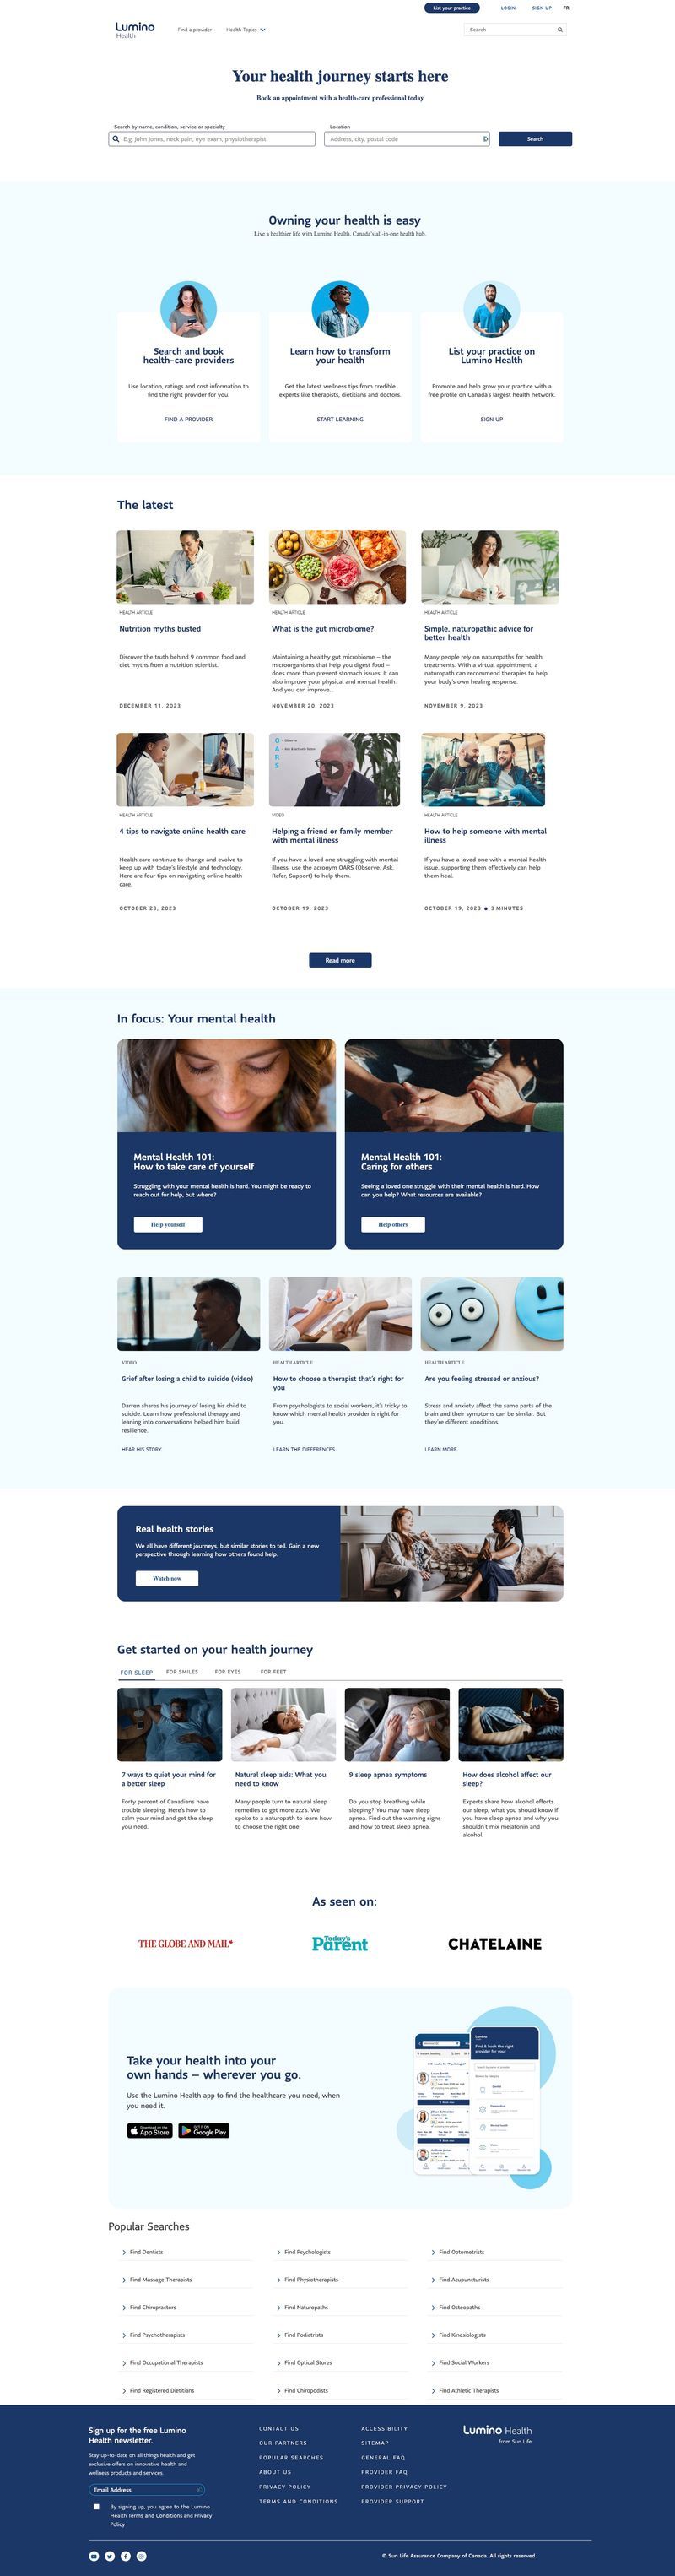 List your practice
LOGIN
SIGN UP
FR
Lumino
Health
Find a provider
Health Topics
Search
Your health journey starts here
Book an appointment with a health-care professional today
Search by name, condition, service or specialty
Location
E.g. John Jones, neck pain, eye exam, physiotherapist
Address, city, postal code
Search
Owning your health is easy
Live a healthier life with Lumino Health, Canada's all-in-one health hub.
Search and book
health-care providers
Use location, ratings and cost information to
find the right provider for you.
FIND A PROVIDER
Learn how to transform
your health
Get the latest wellness tips from credible
experts like therapists, dietitians and doctors.
START LEARNING
List your practice on
Lumino Health
Promote and help grow your practice with a
free profile on Canada's largest health network.
SIGN UP
The latest
HEALTH ARTICLE
Nutrition myths busted
Discover the truth behind 9 common food and
diet myths from a nutrition scientist.
DECEMBER 11, 2023
HEALTH ARTICLE
What is the gut microbiome?
Maintaining a healthy gut microbiome – the
microorganisms that help you digest food –
does more than prevent stomach issues. It can
also improve your physical and mental health.
And you can improve...
NOVEMBER 20, 2023
HEALTH ARTICLE
Simple, naturopathic advice for
better health
Many people rely on naturopaths for health
treatments. With a virtual appointment, a
naturopath can recommend therapies to help
your body's own healing response.
NOVEMBER 9, 2023
HEALTH ARTICLE
4 tips to navigate online health care
Health care continue to change and evolve to
keep up with today's lifestyle and technology.
Here are four tips on navigating online health
care.
OCTOBER 23, 2023
O
A
R
S
VIDEO
Helping a friend or family member
with mental illness
If you have a loved one struggling with mental
illness, use the acronym OARS (Observe, Ask,
Refer, Support) to help them.
OCTOBER 19, 2023
HEALTH ARTICLE
How to help someone with mental
illness
If you have a loved one with a mental health
issue, supporting them effectively can help
them heal.
OCTOBER 19, 2023 ● 3 MINUTES
Read more
In focus: Your mental health
Mental Health 101:
How to take care of yourself
Struggling with your mental health is hard. You might be ready to
reach out for help, but where?
Help yourself
Mental Health 101:
Caring for others
Seeing a loved one struggle with their mental health is hard. How
can you help? What resources are available?
Help others
VIDEO
Grief after losing a child to suicide (video)
Darren shares his journey of losing his child to
suicide. Learn how professional therapy and
leaning into conversations helped him build
resilience.
HEAR HIS STORY
HEALTH ARTICLE
How to choose a therapist that's right for
you
From psychologists to social workers, it's tricky to
know which mental health provider is right for
you.
LEARN THE DIFFERENCES
HEALTH ARTICLE
Are you feeling stressed or anxious?
Stress and anxiety affect the same parts of the
brain and their symptoms can be similar. But
they're different conditions.
LEARN MORE
Real health stories
We all have different journeys, but similar stories to tell. Gain a new
perspective through learning how others found help.
Watch now
Get started on your health journey
FOR SLEEP
FOR SMILES
FOR EYES
FOR FEET
7 ways to quiet your mind for
a better sleep
Forty percent of Canadians have
trouble sleeping. Here's how to
calm your mind and get the sleep
you need.
Natural sleep aids: What you
need to know
Many people turn to natural sleep
remedies to get more zzz's. We
spoke to a naturopath to learn how
to choose the right one.
9 sleep apnea symptoms
Do you stop breathing while
sleeping? You may have sleep
apnea. Find out the warning signs
and how to treat sleep apnea.
How does alcohol affect our
sleep?
Experts share how alcohol effects
our sleep, what you should know if
you have sleep apnea and why you
shouldn't mix melatonin and
alcohol.
As seen on:
THE GLOBE AND MAIL*
Today's
Parent
CHATELAINE
Take your health into your
own hands – wherever you go.
Use the Lumino Health app to find the healthcare you need, when
you need it.
Download on the
App Store
GET IT ON
Google Play
Lumino
Find & book the right
provider for you!
Popular Searches
Find Dentists
Find Psychologists
Find Optometrists
Find Massage Therapists
Find Physiotherapists
Find Acupuncturists
Find Chiropractors
Find Naturopaths
Find Osteopaths
Find Psychotherapists
Find Podiatrists
Find Kinesiologists
Find Occupational Therapists
Find Optical Stores
Find Social Workers
Find Registered Dietitians
Find Chiropodists
Find Athletic Therapists
Sign up for the free Lumino
Health newsletter.
Stay up-to-date on all things health and get
exclusive offers on innovative health and
wellness products and services
Email Address
By signing up, you agree to the Lumino
Health Terms and Conditions and Privacy
Policy
CONTACT US
OUR PARTNERS
POPULAR SEARCHES
ABOUT US
PRIVACY POLICY
TERMS AND CONDITIONS
ACCESSIBILITY
SITEMAP
GENERAL FAQ
PROVIDER FAQ
PROVIDER PRIVACY POLICY
PROVIDER SUPPORT
Lumino Health
from Sun Life
© Sun Life Assurance Company of Canada. All rights reserved.